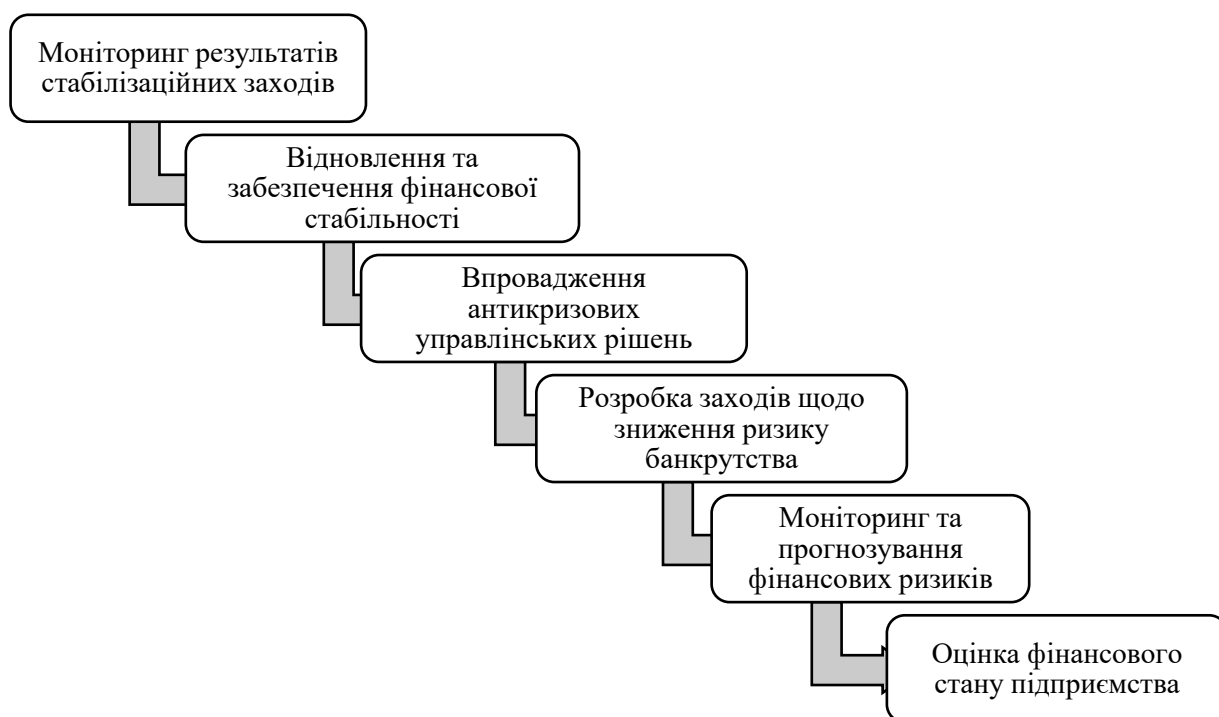 Моніторинг результатів
стабілізаційних заходів
Відновлення та
забезпечення фінансової
стабільності
Впровадження
антикризових
управлінських рішень
Розробка заходів щодо
зниження ризику
банкрутства
Моніторинг та
прогнозування
фінансових ризиків
Оцінка фінансового
стану підприємства